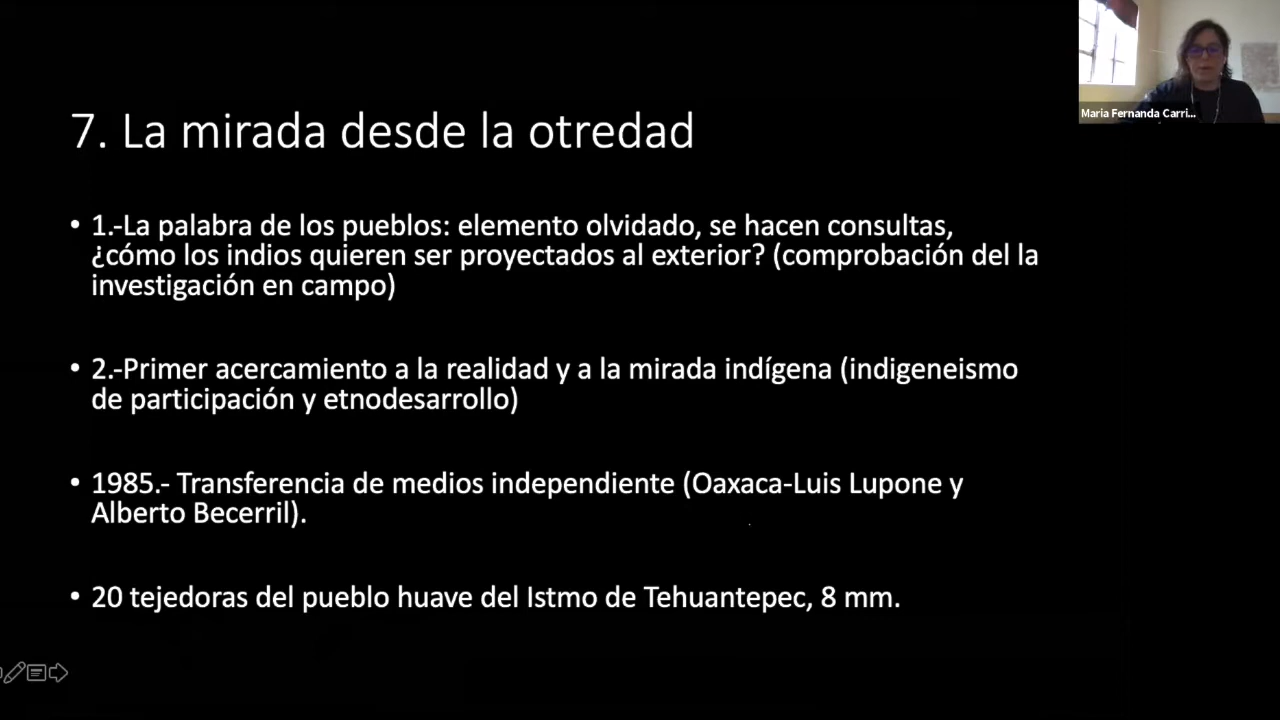 7. La mirada desde la otredad
• 1.-La palabra de los pueblos: elemento olvidado, se hacen consultas,
¿cómo los indios quieren ser proyectados al exterior? (comprobación del la
investigación en campo)
• 2.-Primer acercamiento a la realidad y a la mirada indígena (indigeneismo
de participación y etnodesarrollo)
• 1985.- Transferencia de medios independiente (Oaxaca-Luis Lupone y
Alberto Becerril).
• 20 tejedoras del pueblo huave del Istmo de Tehuantepec, 8 mm.
Maria Fernanda Carri...